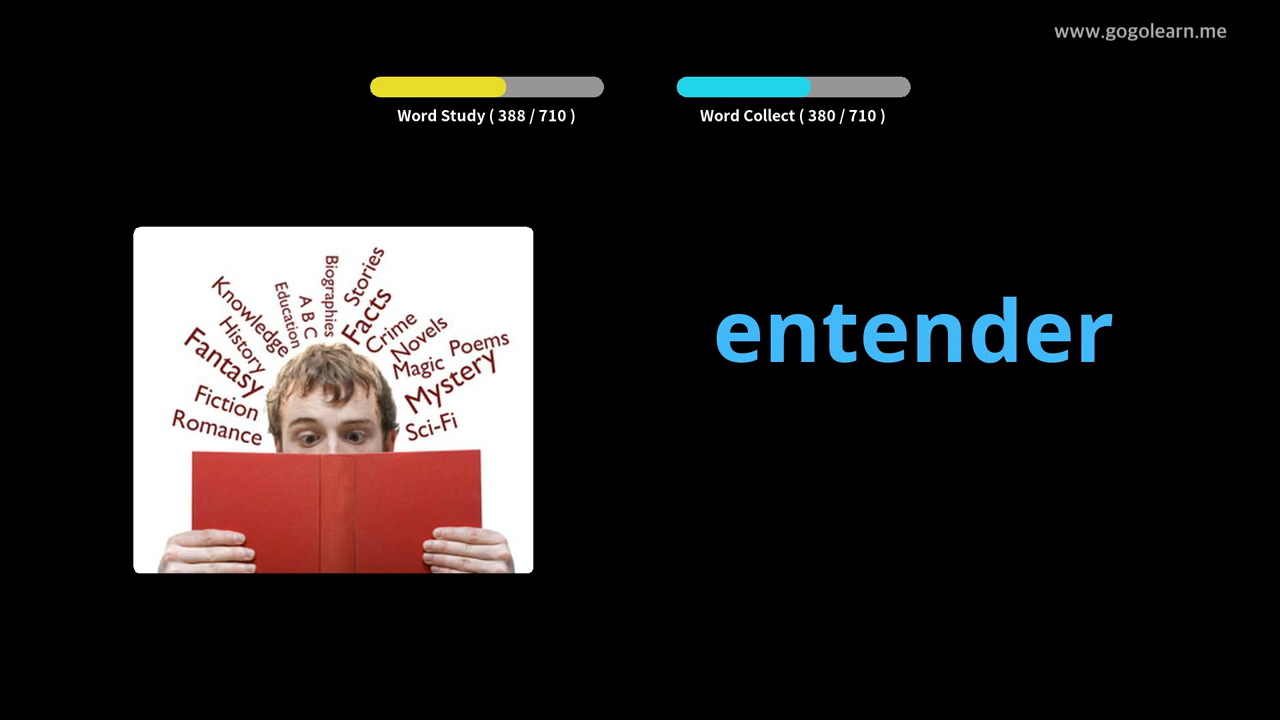 www.gogolearn.me
Word Study ( 388 / 710 )
Word Collect ( 380 / 710 )
Knowledge
Education
A B C
Biographies
Stories
Facts
Crime
Novels
Poems
Magic
Mystery
Sci-Fi
History
Fantasy
Fiction
Romance
entender